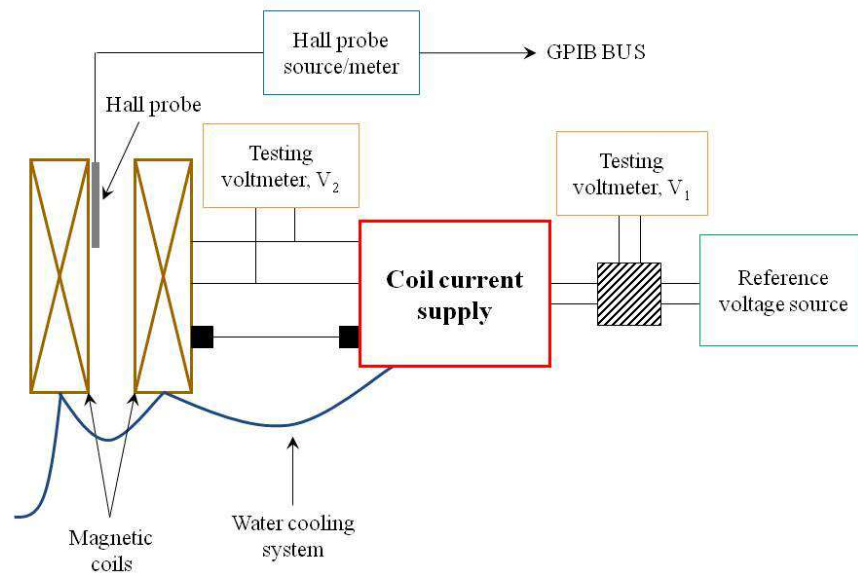 Hall probe
source/meter
GPIB BUS
Hall probe
Testing
voltmeter, V2
Testing
voltmeter, V1
Coil current
supply
Reference
voltage source
Magnetic
coils
Water cooling
system